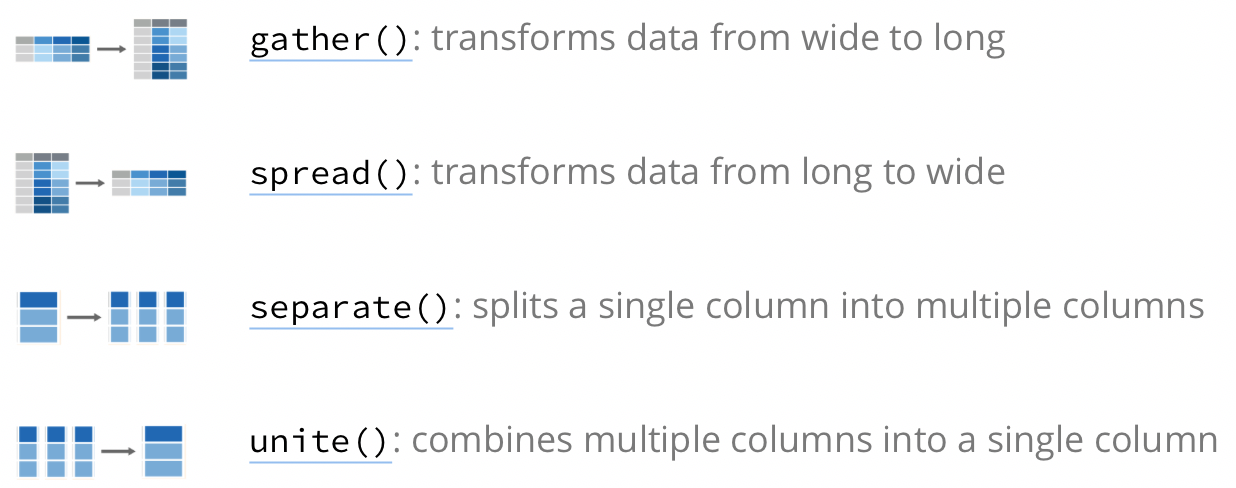 gather(): transforms data from wide to long
spread(): transforms data from long to wide
separate(): splits a single column into multiple columns
unite(): combines multiple columns into a single column